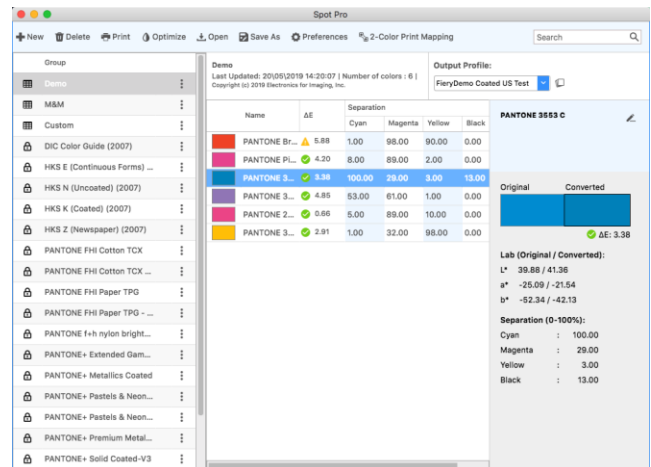 Spot Pro
New Delete Print Optimize Open Save As Preferences 2-Color Print Mapping Search
Group
Demo
M&M
Custom
DIC Color Guide (2007)
HKS E (Continuous Forms) ...
HKS N (Uncoated) (2007)
HKS K (Coated) (2007)
HKS Z (Newspaper) (2007)
PANTONE FHI Cotton TCX
PANTONE FHI Cotton TCX ...
PANTONE FHI Paper TPG
PANTONE FHI Paper TPG - ...
PANTONE f+h nylon bright...
PANTONE+ Extended Gam...
PANTONE+ Metallics Coated
PANTONE+ Pastels & Neon...
PANTONE+ Pastels & Neon...
PANTONE+ Premium Metal...
PANTONE+ Solid Coated-V3
Demo
Last Updated: 20\05\2019 14:20:07 | Number of colors : 6 |
Copyright (c) 2019 Electronics for Imaging, Inc.
Output Profile:
FieryDemo Coated US Test
Name ΔE Separation
Cyan Magenta Yellow Black
PANTONE Br... 5.88 1.00 98.00 90.00 0.00
PANTONE Pi... 4.20 8.00 89.00 2.00 0.00
PANTONE 3... 3.38 100.00 29.00 3.00 13.00
PANTONE 3... 4.85 53.00 61.00 1.00 0.00
PANTONE 2... 0.66 5.00 89.00 10.00 0.00
PANTONE 3... 2.91 1.00 32.00 98.00 0.00
PANTONE 3553 C
Original Converted
ΔE: 3.38
Lab (Original / Converted):
L* 39.88 / 41.36
a* -25.09 / -21.54
b* -52.34 / -42.13
Separation (0-100%):
Cyan : 100.00
Magenta : 29.00
Yellow : 3.00
Black : 13.00